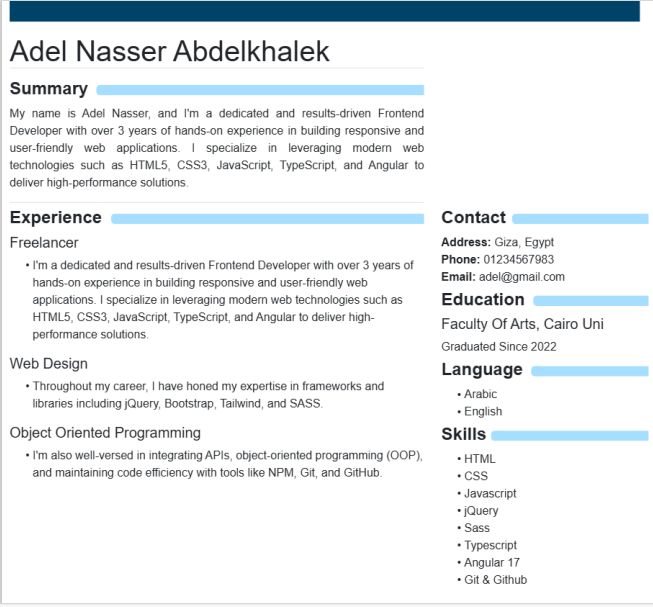 Adel Nasser Abdelkhalek
Summary
My name is Adel Nasser, and I'm a dedicated and results-driven Frontend
Developer with over 3 years of hands-on experience in building responsive and
user-friendly web applications. I specialize in leveraging modern web
technologies such as HTML5, CSS3, JavaScript, TypeScript, and Angular to
deliver high-performance solutions.
Experience
Freelancer
• I'm a dedicated and results-driven Frontend Developer with over 3 years of
hands-on experience in building responsive and user-friendly web
applications. I specialize in leveraging modern web technologies such as
HTML5, CSS3, JavaScript, TypeScript, and Angular to deliver high-
performance solutions.
Web Design
• Throughout my career, I have honed my expertise in frameworks and
libraries including jQuery, Bootstrap, Tailwind, and SASS.
Object Oriented Programming
• I'm also well-versed in integrating APIs, object-oriented programming (OOP),
and maintaining code efficiency with tools like NPM, Git, and GitHub.
Contact
Address: Giza, Egypt
Phone: 01234567983
Email: adel@gmail.com
Education
Faculty Of Arts, Cairo Uni
Graduated Since 2022
Language
• Arabic
• English
Skills
• HTML
• CSS
• Javascript
• jQuery
• Sass
• Typescript
• Angular 17
• Git & Github